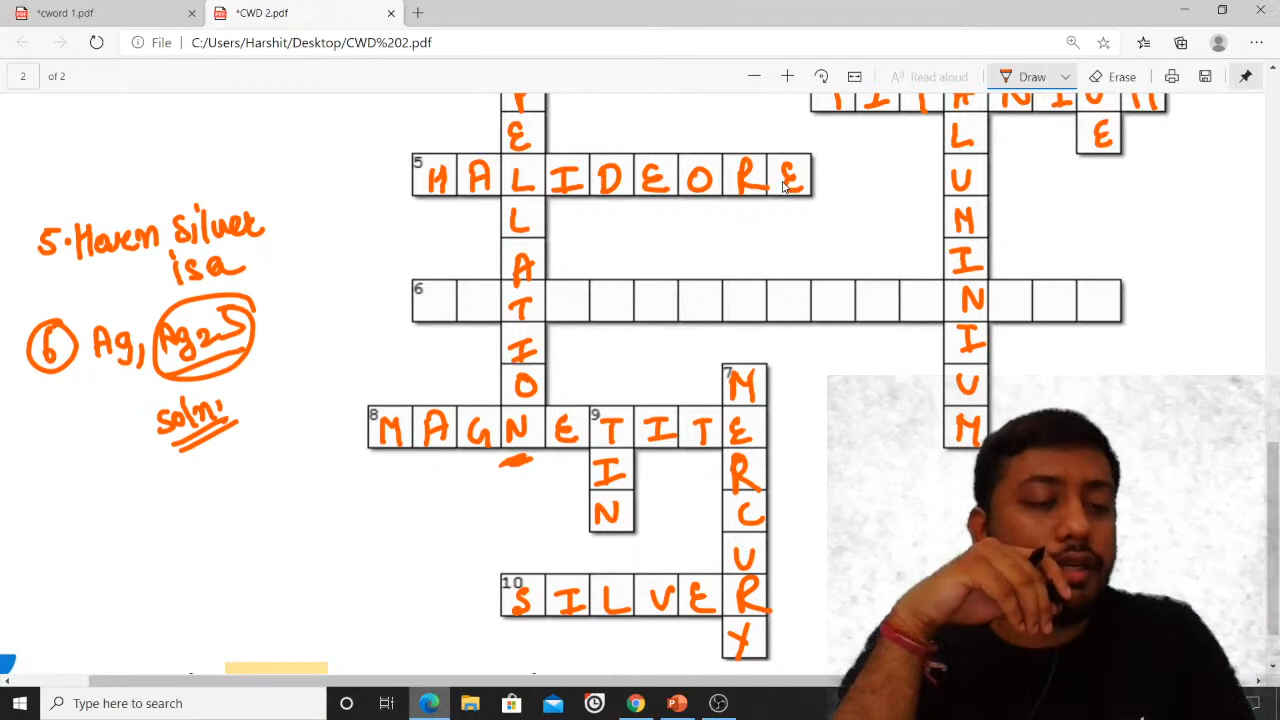 *cword 1.pdf
*CWD 2.pdf
File
C:/Users/Harshit/Desktop/CWD%202.pdf
2
of 2
Read aloud
Draw
Erase
E
TITANIUM
E
L
5 HALIDEORE
U
L
M
5. Horn silver
is a
A
I
6
T
N
6 Ag, Ag2S
soln.
I
I
O
U
7 M
8 MAGNETITE
M
9 TIN
MERCURY
10 SILVER
Type here to search